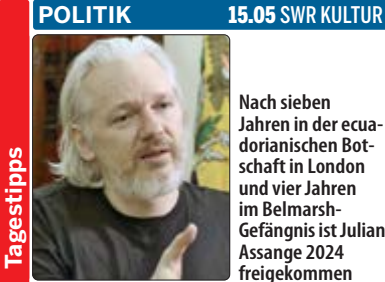 POLITIK 15.05 SWR KULTUR
Tagestipps
Nach sieben
Jahren in der ecua-
dorianischen Bot-
schaft in London
und vier Jahren
im Belmarsh-
Gefängnis ist Julian
Assange 2024
freigekommen